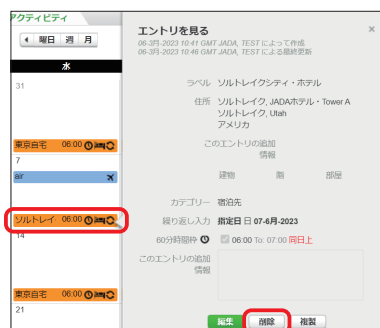 アクティビティ
曜日 週 月
水
31
東京自宅 06:00
7
air
ソルトレイ 06:00
14
東京自宅 06:00
21
エントリを見る
×
06-3月-2023 10:41 GMT JADA, TEST によって作成
06-3月-2023 10:46 GMT JADA, TEST による最終更新
ラベル ソルトレイクシティ・ホテル
住所 ソルトレイク, JADAホテル・Tower A
ソルトレイク, Utah
アメリカ
このエントリの追加
情報
建物 階 部屋
カテゴリー 宿泊先
繰り返し入力 指定日 日 07-6月-2023
60分時間枠 06:00 To: 07:00 同日上
このエントリの追加
情報
編集 削除 複製